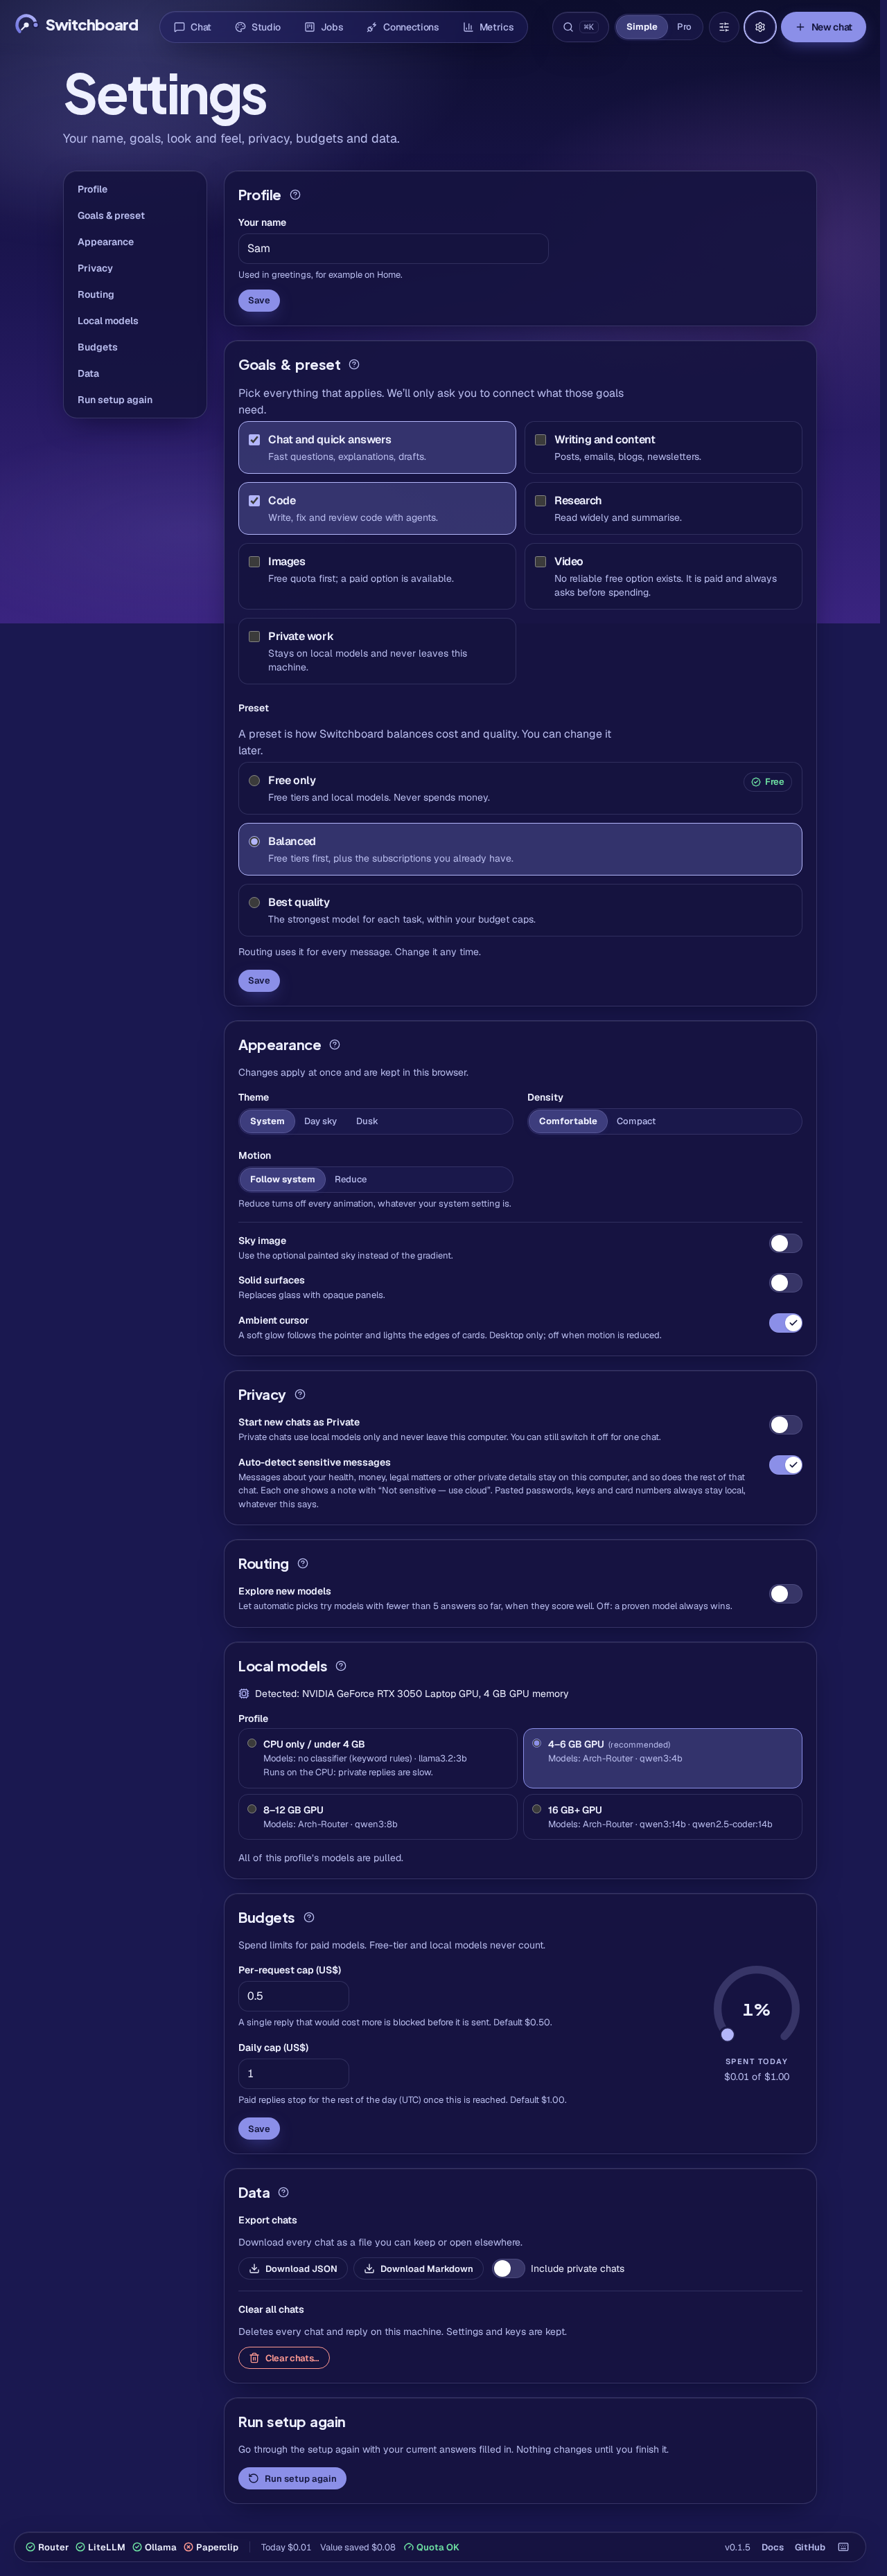 Switchboard
Chat
Studio
Jobs
Connections
Metrics
⌘K
Simple
Pro
New chat
Settings
Your name, goals, look and feel, privacy, budgets and data.
Profile
Goals & preset
Appearance
Privacy
Routing
Local models
Budgets
Data
Run setup again
Profile
Your name
Sam
Used in greetings, for example on Home.
Save
Goals & preset
Pick everything that applies. We'll only ask you to connect what those goals
need.
Chat and quick answers
Fast questions, explanations, drafts.
Writing and content
Posts, emails, blogs, newsletters.
Code
Write, fix and review code with agents.
Research
Read widely and summarise.
Images
Free quota first; a paid option is available.
Video
No reliable free option exists. It is paid and always
asks before spending.
Private work
Stays on local models and never leaves this
machine.
Preset
A preset is how Switchboard balances cost and quality. You can change it
later.
Free only
Free tiers and local models. Never spends money.
Free
Balanced
Free tiers first, plus the subscriptions you already have.
Best quality
The strongest model for each task, within your budget caps.
Routing uses it for every message. Change it any time.
Save
Appearance
Changes apply at once and are kept in this browser.
Theme
System
Day sky
Dusk
Density
Comfortable
Compact
Motion
Follow system
Reduce
Reduce turns off every animation, whatever your system setting is.
Sky image
Use the optional painted sky instead of the gradient.
Solid surfaces
Replaces glass with opaque panels.
Ambient cursor
A soft glow follows the pointer and lights the edges of cards. Desktop only; off when motion is reduced.
Privacy
Start new chats as Private
Private chats use local models only and never leave this computer. You can still switch it off for one chat.
Auto-detect sensitive messages
Messages about your health, money, legal matters or other private details stay on this computer, and so does the rest of that
chat. Each one shows a note with “Not sensitive — use cloud”. Pasted passwords, keys and card numbers always stay local,
whatever this says.
Routing
Explore new models
Let automatic picks try models with fewer than 5 answers so far, when they score well. Off: a proven model always wins.
Local models
Detected: NVIDIA GeForce RTX 3050 Laptop GPU, 4 GB GPU memory
Profile
CPU only / under 4 GB
Models: no classifier (keyword rules) · llama3.2:3b
Runs on the CPU: private replies are slow.
4–6 GB GPU (recommended)
Models: Arch-Router · qwen3:4b
8–12 GB GPU
Models: Arch-Router · qwen3:8b
16 GB+ GPU
Models: Arch-Router · qwen3:14b · qwen2.5-coder:14b
All of this profile's models are pulled.
Budgets
Spend limits for paid models. Free-tier and local models never count.
Per-request cap (US$)
0.5
A single reply that would cost more is blocked before it is sent. Default $0.50.
Daily cap (US$)
1
Paid replies stop for the rest of the day (UTC) once this is reached. Default $1.00.
Save
1%
SPENT TODAY
$0.01 of $1.00
Data
Export chats
Download every chat as a file you can keep or open elsewhere.
Download JSON
Download Markdown
Include private chats
Clear all chats
Deletes every chat and reply on this machine. Settings and keys are kept.
Clear chats…
Run setup again
Go through the setup again with your current answers filled in. Nothing changes until you finish it.
Run setup again
Router
LiteLLM
Ollama
Paperclip
Today $0.01
Value saved $0.08
Quota OK
v0.1.5
Docs
GitHub